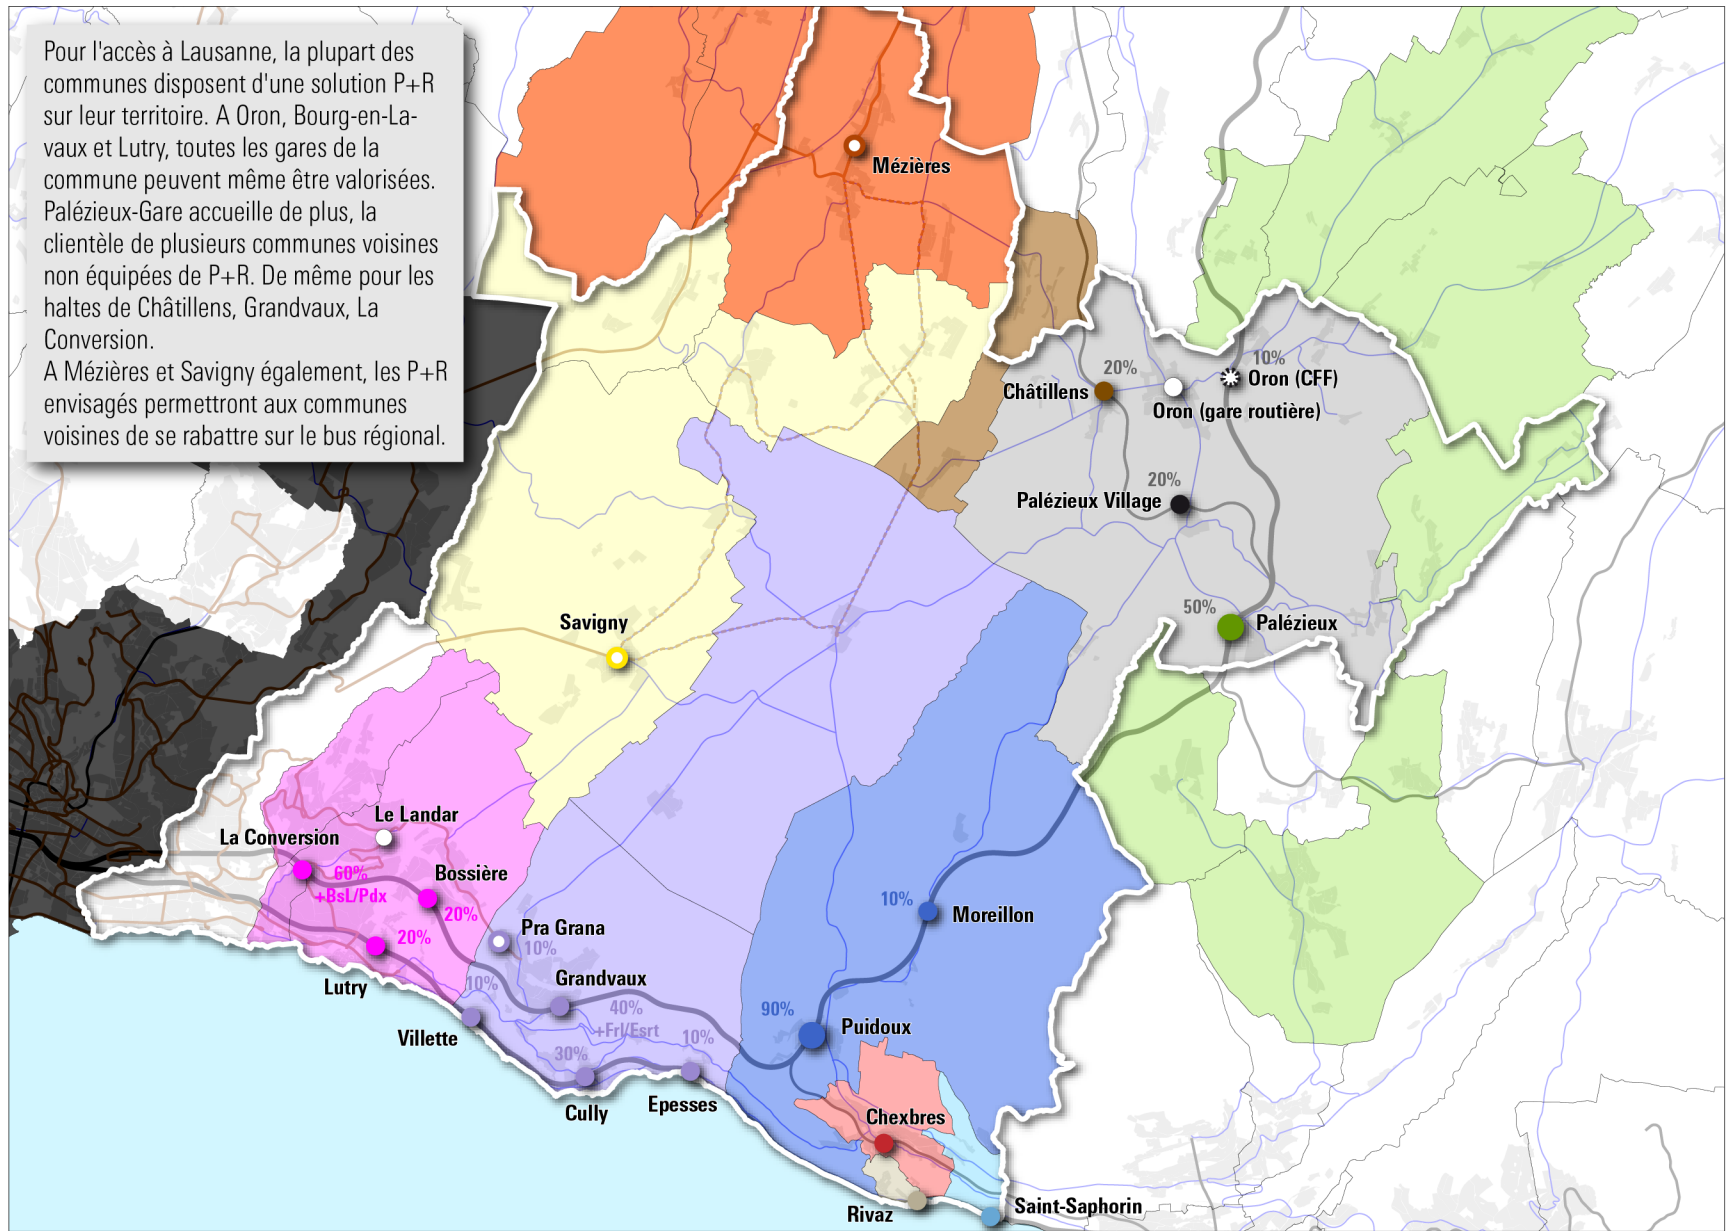 Pour l'accès à Lausanne, la plupart des
communes disposent d'une solution P+R
sur leur territoire. A Oron, Bourg-en-La-
vaux et Lutry, toutes les gares de la
commune peuvent même être valorisées.
Palézieux-Gare accueille de plus, la
clientèle de plusieurs communes voisines
non équipées de P+R. De même pour les
haltes de Châtillens, Grandvaux, La
Conversion.
A Mézières et Savigny également, les P+R
envisagés permettront aux communes
voisines de se rabattre sur le bus régional.
Mézières
10%
20%
Oron (CFF)
Châtillens
Oron (gare routière)
20%
Palézieux Village
50%
Palézieux
Savigny
Le Landar
La Conversion
60%
+BsL/Pdx
Bossière
20%
20%
Lutry
Pra Grana
10%
10%
Grandvaux
40%
+Frl/Esrt
Villette
30%
10%
Cully
Epesses
10%
Moreillon
90%
Puidoux
Chexbres
Rivaz
Saint-Saphorin